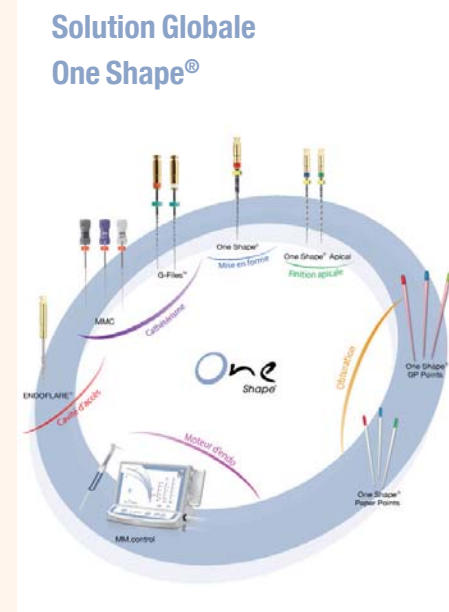 Solution Globale
One Shape®
One Shape®
Mise en forme
One Shape® Apical
Finition apicale
G-Files™
Cathétérisme
MMC
ENDOFLARE™
Cavité d'accès
One
Shape®
Obturation
One Shape®
GP Points
One Shape®
Paper Points
Moteur d'endo
MM.control